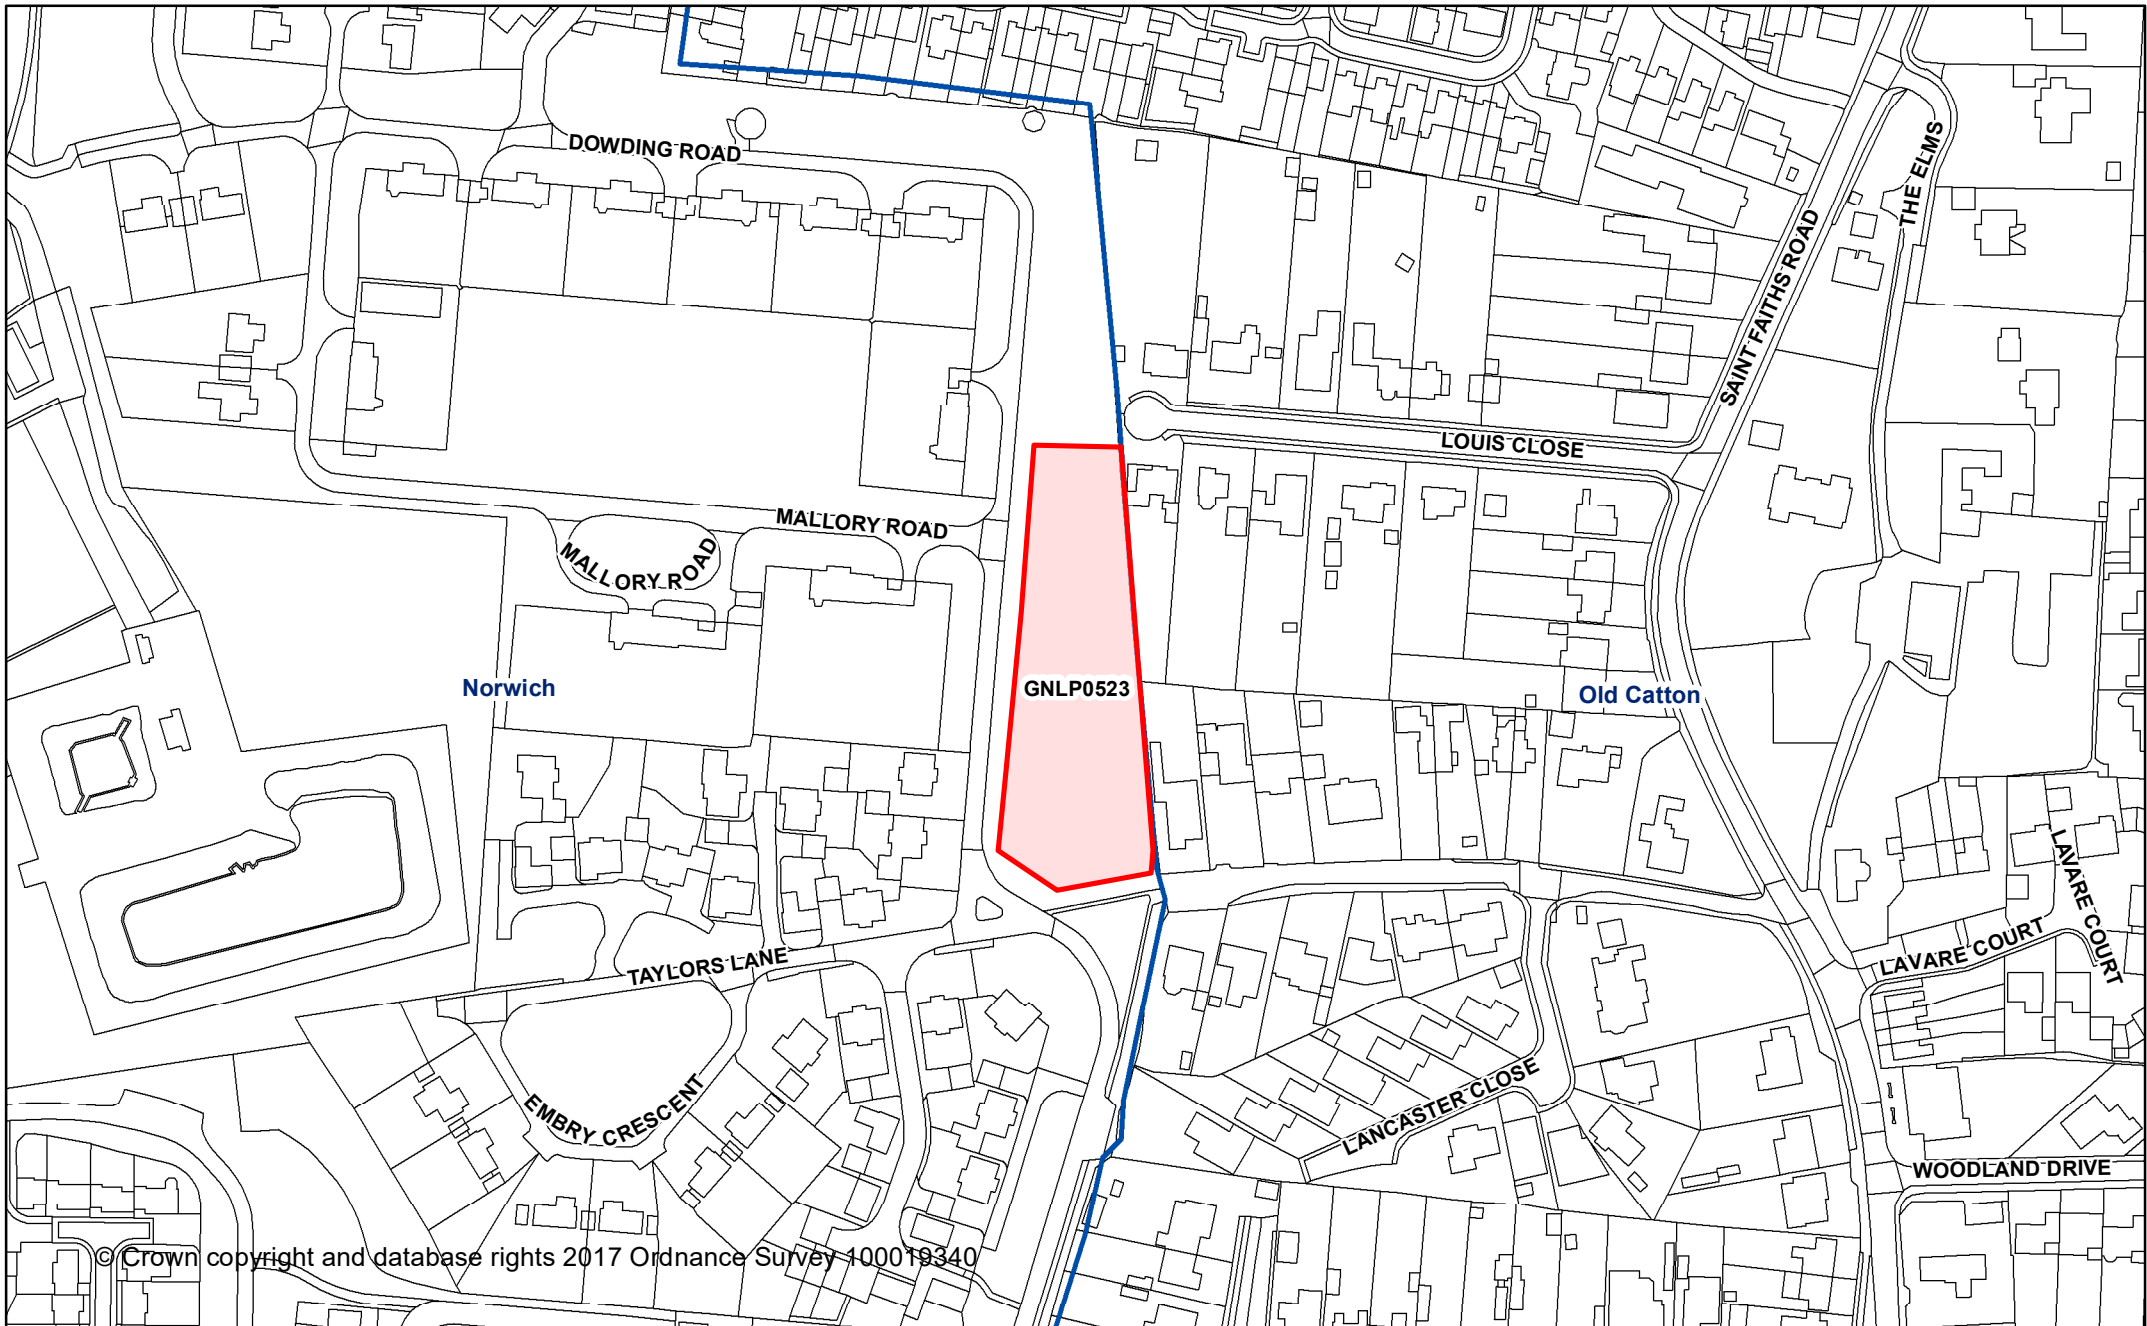 DOWDING ROAD
THE ELMS
SAINT FAITHS ROAD
LOUIS CLOSE
MALLORY ROAD
MALLORY ROAD
GNLP0523
Norwich
Old Catton
LAVARE COURT
LAVARE COURT
TAYLORS LANE
EMBRY CRESCENT
LANCASTER CLOSE
WOODLAND DRIVE
© Crown copyright and database rights 2017 Ordnance Survey 100019340